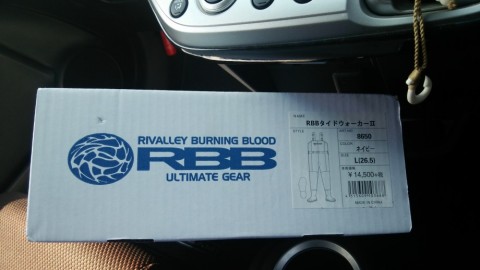 RIVALLEY BURNING BLOOD
RBB
ULTIMATE GEAR
RBBタイドウォーカーII
8650
ネイビー
L(26.5)
¥14,500+税